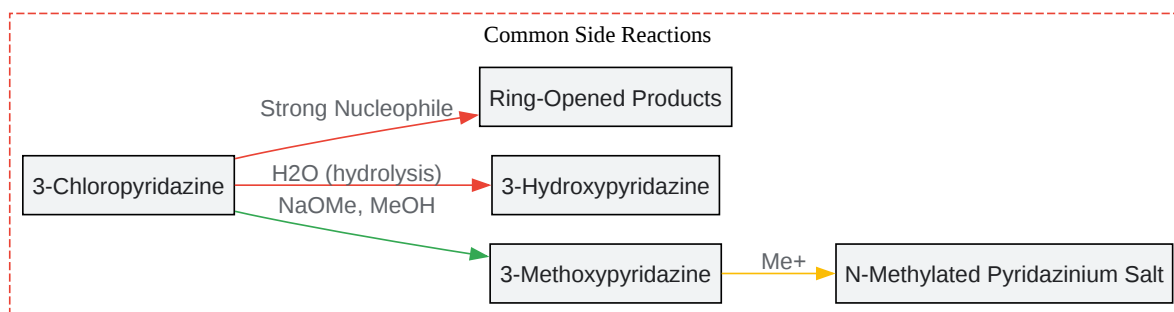 Common Side Reactions
Ring-Opened Products
Strong Nucleophile
3-Chloropyridazine
H2O (hydrolysis)
3-Hydroxypyridazine
NaOMe, MeOH
3-Methoxypyridazine
Me+
N-Methylated Pyridazinium Salt